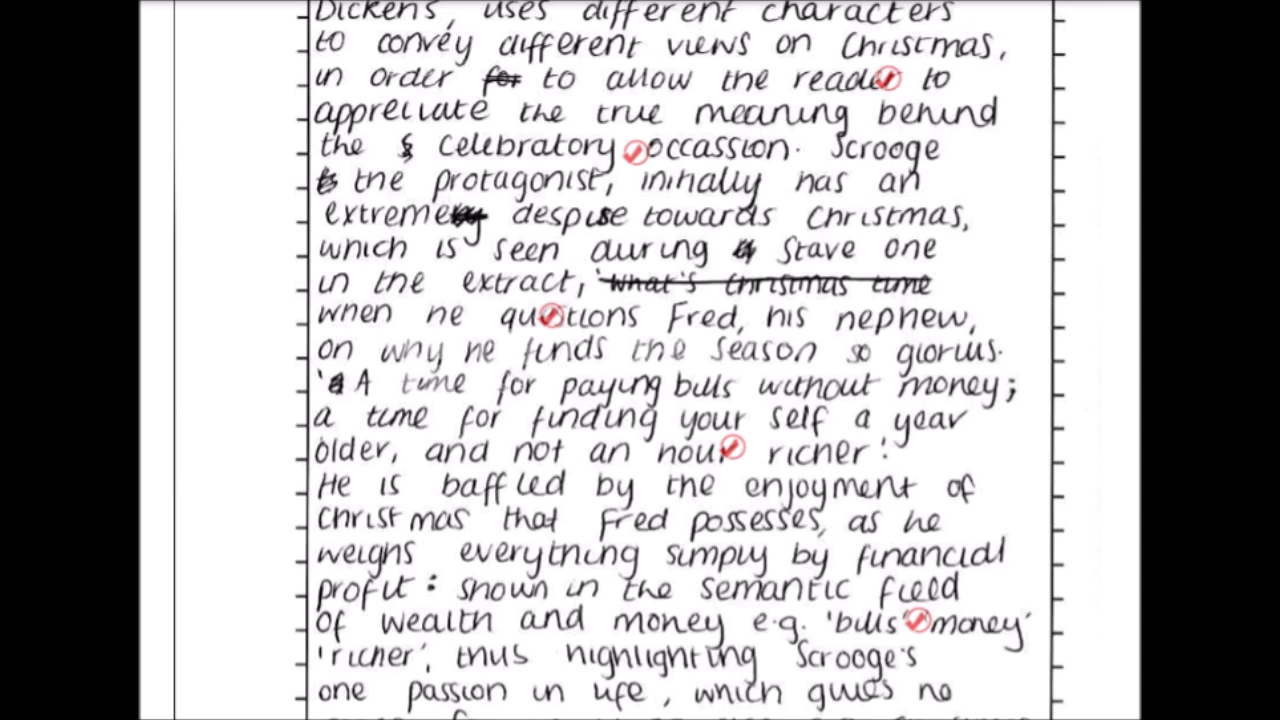 Dickens, uses different characters
to convey different views on Christmas,
in order for to allow the reader to
appreciate the true meaning behind
the celebratory occassion. Scrooge
the protagonist, initially has an
extreme despise towards Christmas,
which is seen during Stave one
in the extract, 'What's Christmas time
when he qustions Fred, his nephew,
on why he finds the season so glorius.
'A time for paying bills without money;
a time for finding your self a year
older, and not an hour richer'.
He is baffled by the enjoyment of
Christmas that Fred possesses, as he
weighs everything simply by financial
profit: shown in the semantic field
of wealth and money e.g. 'bills' 'money'
'richer', thus highlighting Scrooge's
one passion in life, which gives no